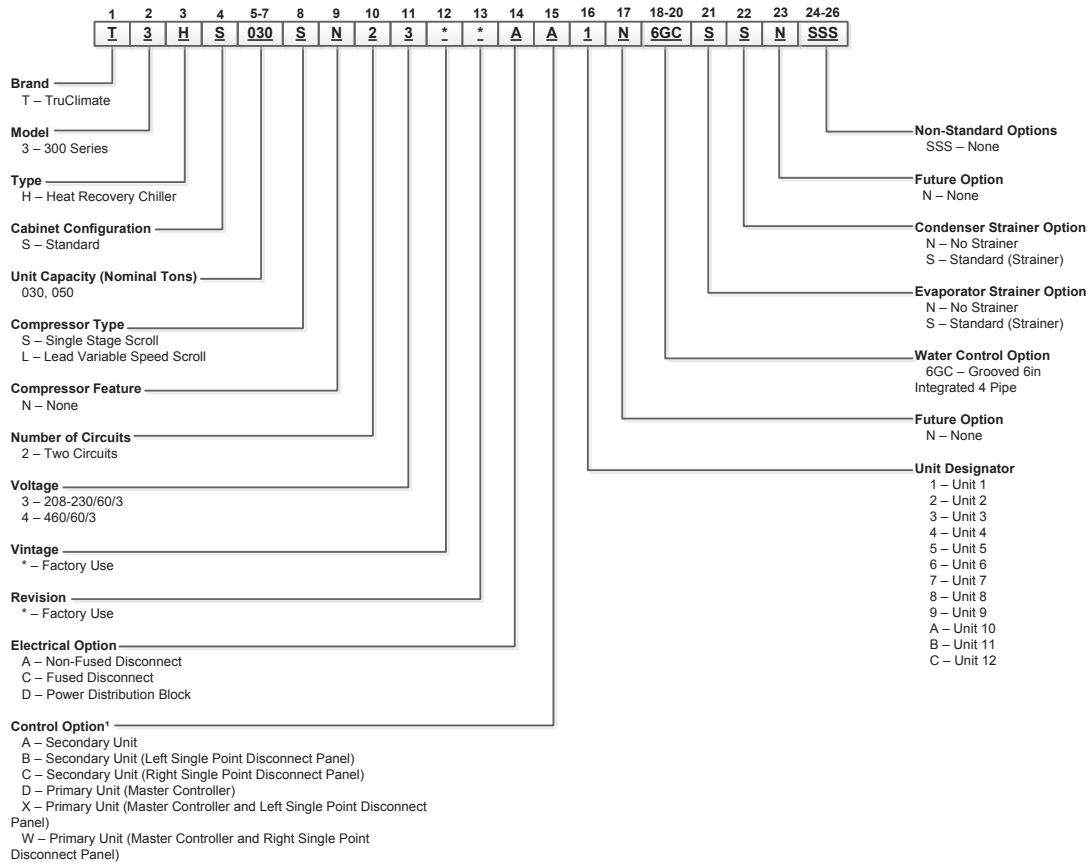 1 2 3 4 5-7 8 9 10 11 12 13 14 15 16 17 18-20 21 22 23 24-26
T 3 H S 030 S N 2 3 * * A A 1 N 6GC S S N SSS
Brand
T – TruClimate
Model
3 – 300 Series
Type
H – Heat Recovery Chiller
Cabinet Configuration
S – Standard
Unit Capacity (Nominal Tons)
030, 050
Compressor Type
S – Single Stage Scroll
L – Lead Variable Speed Scroll
Compressor Feature
N – None
Number of Circuits
2 – Two Circuits
Voltage
3 – 208-230/60/3
4 – 460/60/3
Vintage
* – Factory Use
Revision
* – Factory Use
Electrical Option
A – Non-Fused Disconnect
C – Fused Disconnect
D – Power Distribution Block
Control Option¹
A – Secondary Unit
B – Secondary Unit (Left Single Point Disconnect Panel)
C – Secondary Unit (Right Single Point Disconnect Panel)
D – Primary Unit (Master Controller)
X – Primary Unit (Master Controller and Left Single Point Disconnect
Panel)
W – Primary Unit (Master Controller and Right Single Point
Disconnect Panel)
Non-Standard Options
SSS – None
Future Option
N – None
Condenser Strainer Option
N – No Strainer
S – Standard (Strainer)
Evaporator Strainer Option
N – No Strainer
S – Standard (Strainer)
Water Control Option
6GC – Grooved 6in
Integrated 4 Pipe
Future Option
N – None
Unit Designator
1 – Unit 1
2 – Unit 2
3 – Unit 3
4 – Unit 4
5 – Unit 5
6 – Unit 6
7 – Unit 7
8 – Unit 8
9 – Unit 9
A – Unit 10
B – Unit 11
C – Unit 12